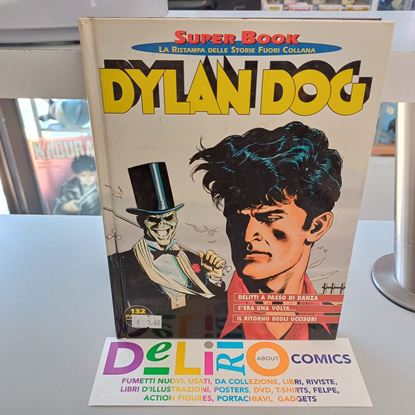 SUPER BOOK
LA RISTAMPA DELLE STORIE FUORI COLLANA
DYLAN DOG
DELITTI A PASSO DI DANZA
C'ERA UNA VOLTA...
IL RITORNO DEGLI UCCISORI
132
DeLiRiO ABOUT COMICS
FUMETTI NUOVI, USATI, DA COLLEZIONE, LIBRI, RIVISTE,
LIBRI D'ILLUSTRAZIONI, POSTERS, DVD, T-SHIRTS, FELPE,
ACTION FIGURES, PORTACHIAVI, GADGETS